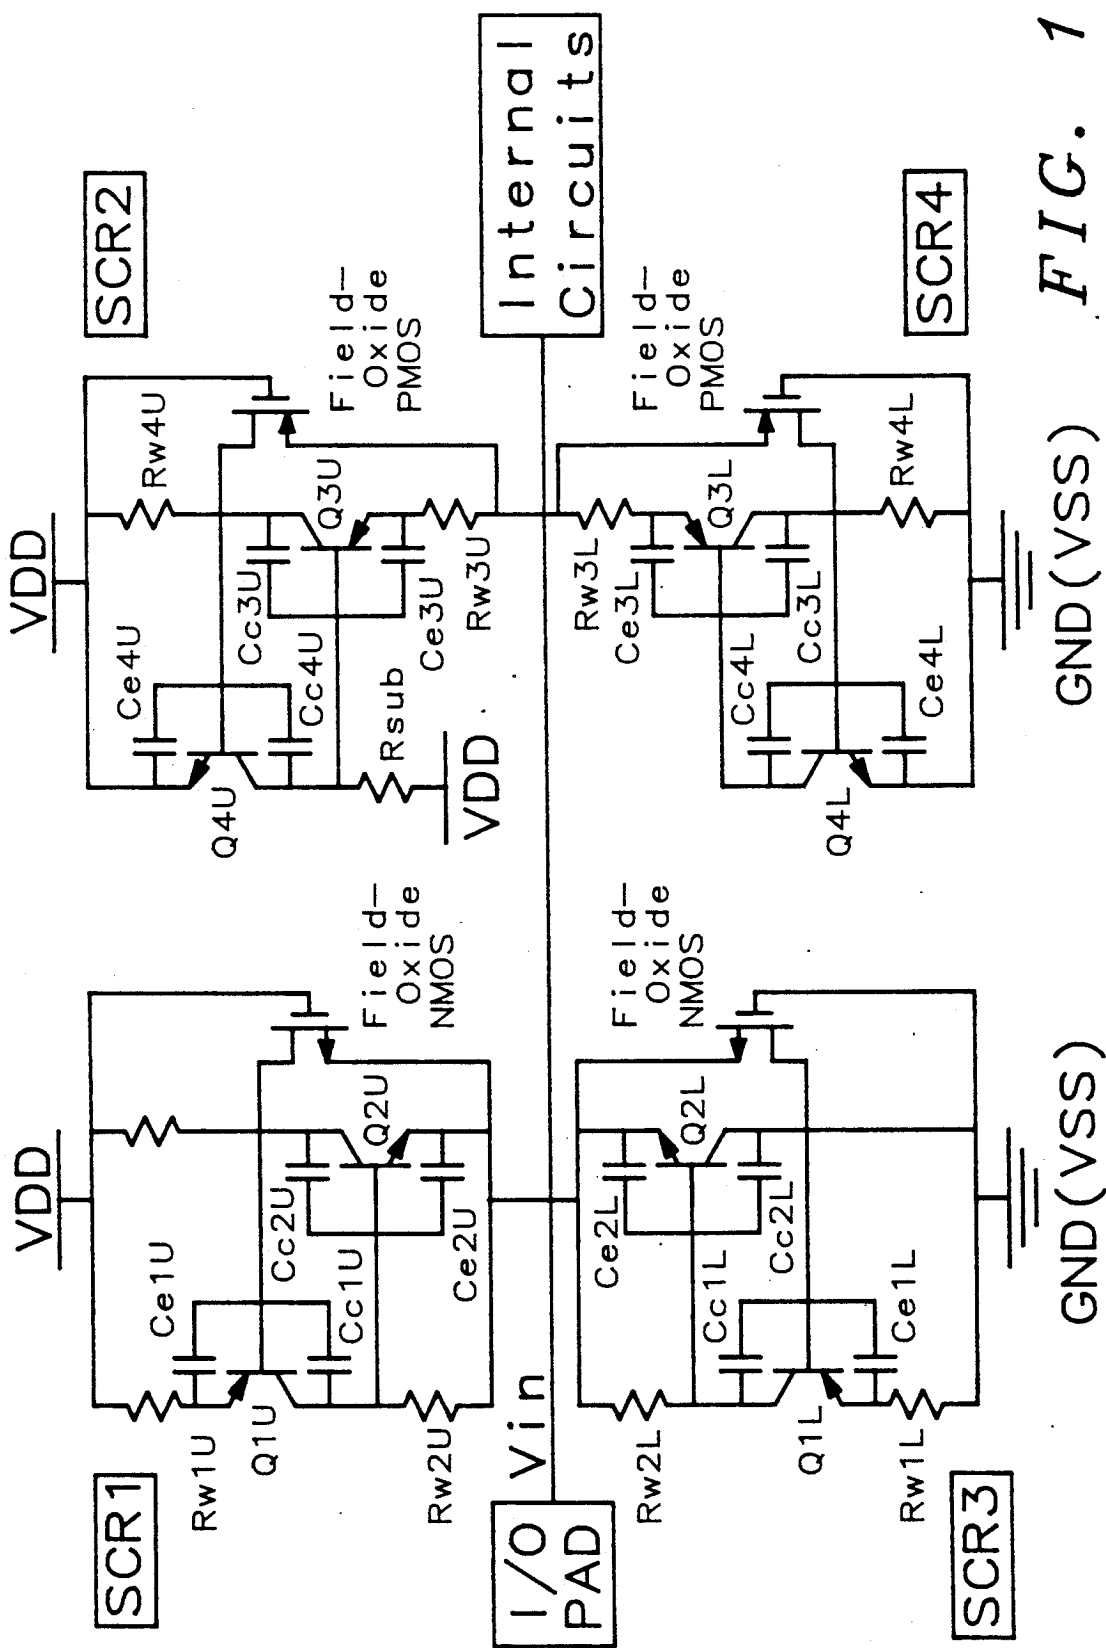 VDD
VDD
SCR1
Ce1U
Rw1U
Q1U
Cc2U
Cc1U
Q2U
Ce2U
Rw2U
Field-
Oxide
NMOS
SCR2
Ce4U
Rw4U
Q4U
Cc3U
Cc4U
Q3U
Ce3U
Rsub
VDD
Rw3U
Field-
Oxide
PMOS
I/O
PAD
Vin
Internal
Circuits
Rw2L
Ce2L
Q2L
Cc1L
Cc2L
Q1L
Ce1L
Rw1L
Field-
Oxide
NMOS
SCR3
Rw3L
Ce3L
Q3L
Cc4L
Cc3L
Q4L
Ce4L
Rw4L
Field-
Oxide
PMOS
SCR4
GND(VSS)
GND(VSS)
FIG. 1